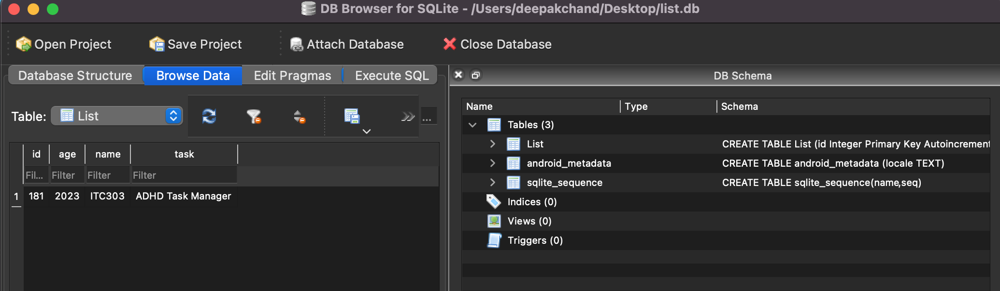 DB Browser for SQLite - /Users/deepakchand/Desktop/list.db
Open Project Save Project Attach Database Close Database
Database Structure Browse Data Edit Pragmas Execute SQL
Table: List ...
id age name task
Fil... Filter Filter Filter
1 181 2023 ITC303 ADHD Task Manager
DB Schema
Name Type Schema
Tables (3)
List CREATE TABLE List (id Integer Primary Key Autoincrement
android_metadata CREATE TABLE android_metadata (locale TEXT)
sqlite_sequence CREATE TABLE sqlite_sequence(name,seq)
Indices (0)
Views (0)
Triggers (0)